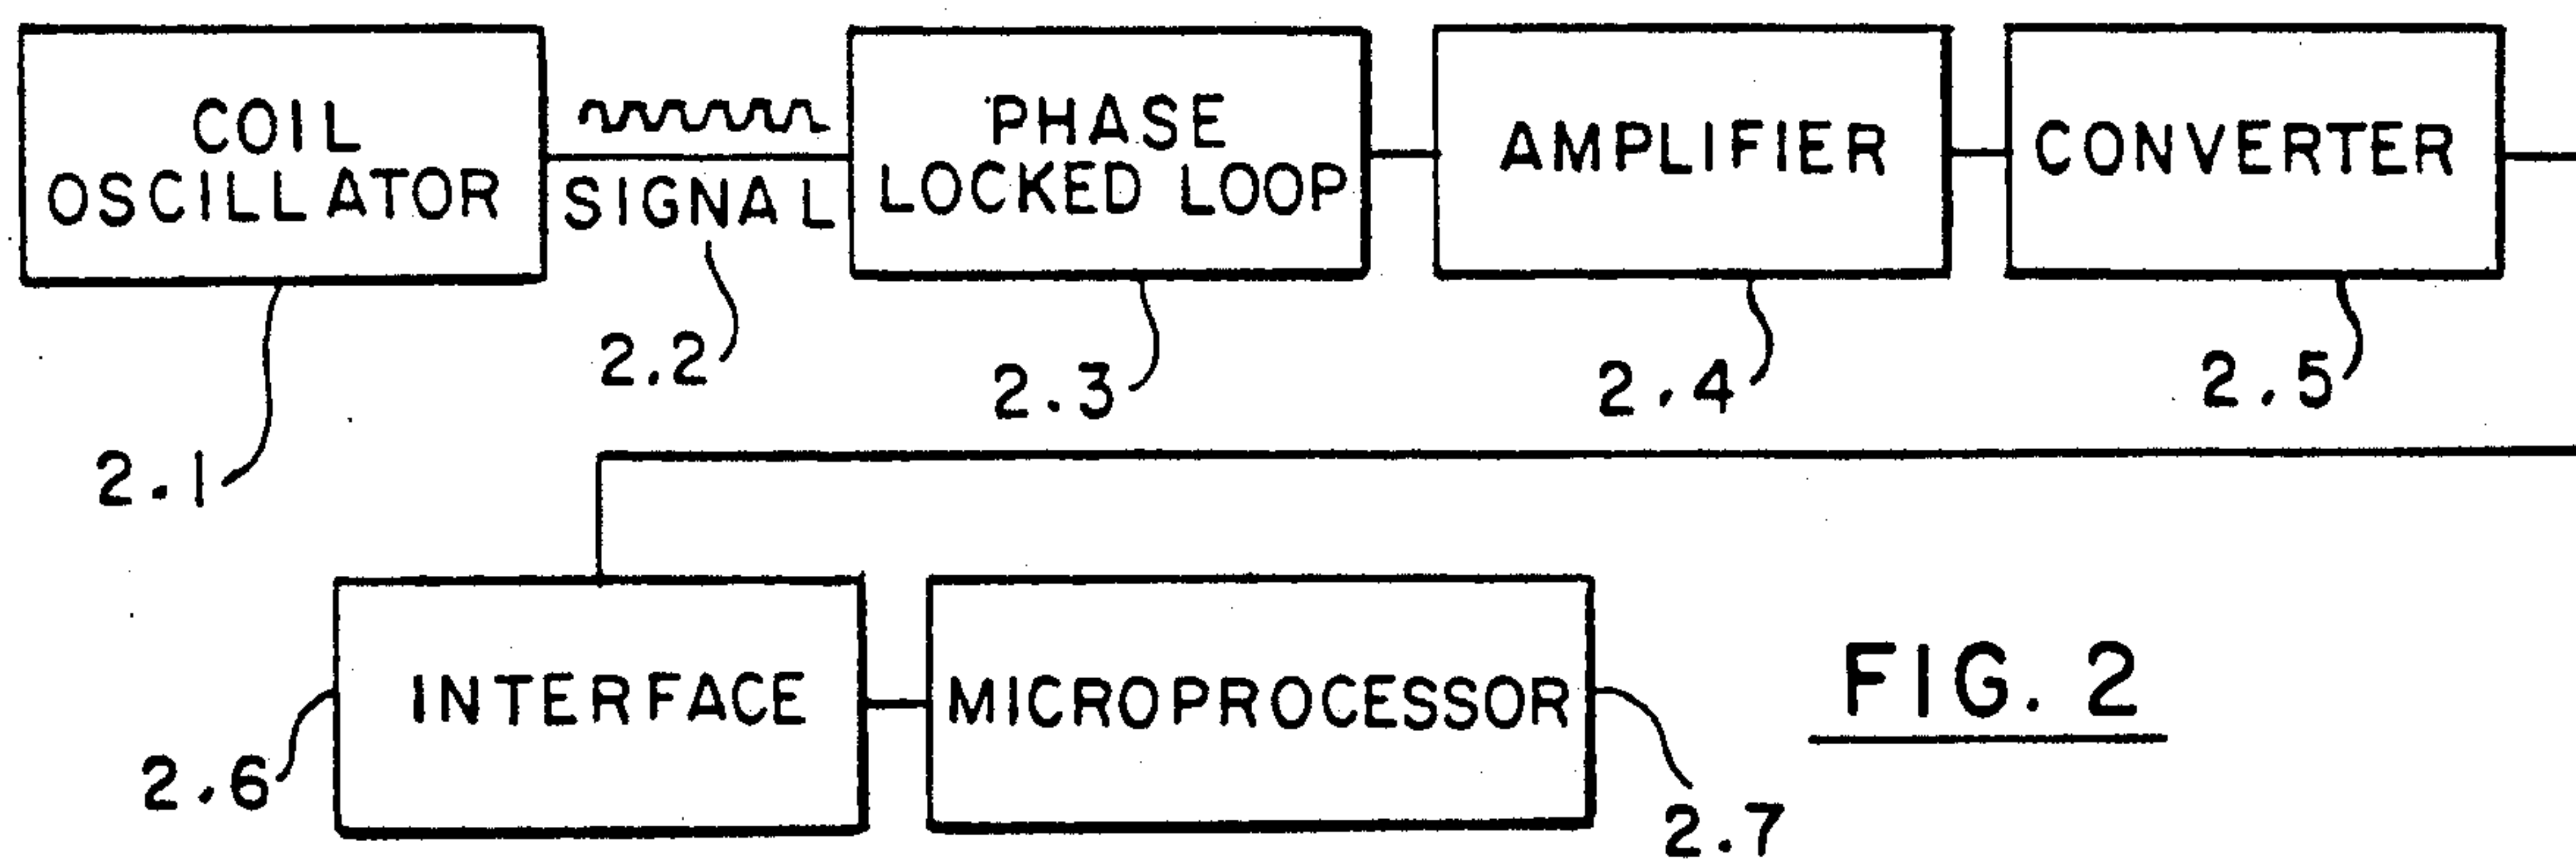 COIL
OSCILLATOR
SIGNAL
PHASE
LOCKED LOOP
AMPLIFIER
CONVERTER
2.1
2.2
2.3
2.4
2.5
INTERFACE
MICROPROCESSOR
2.6
2.7
FIG. 2